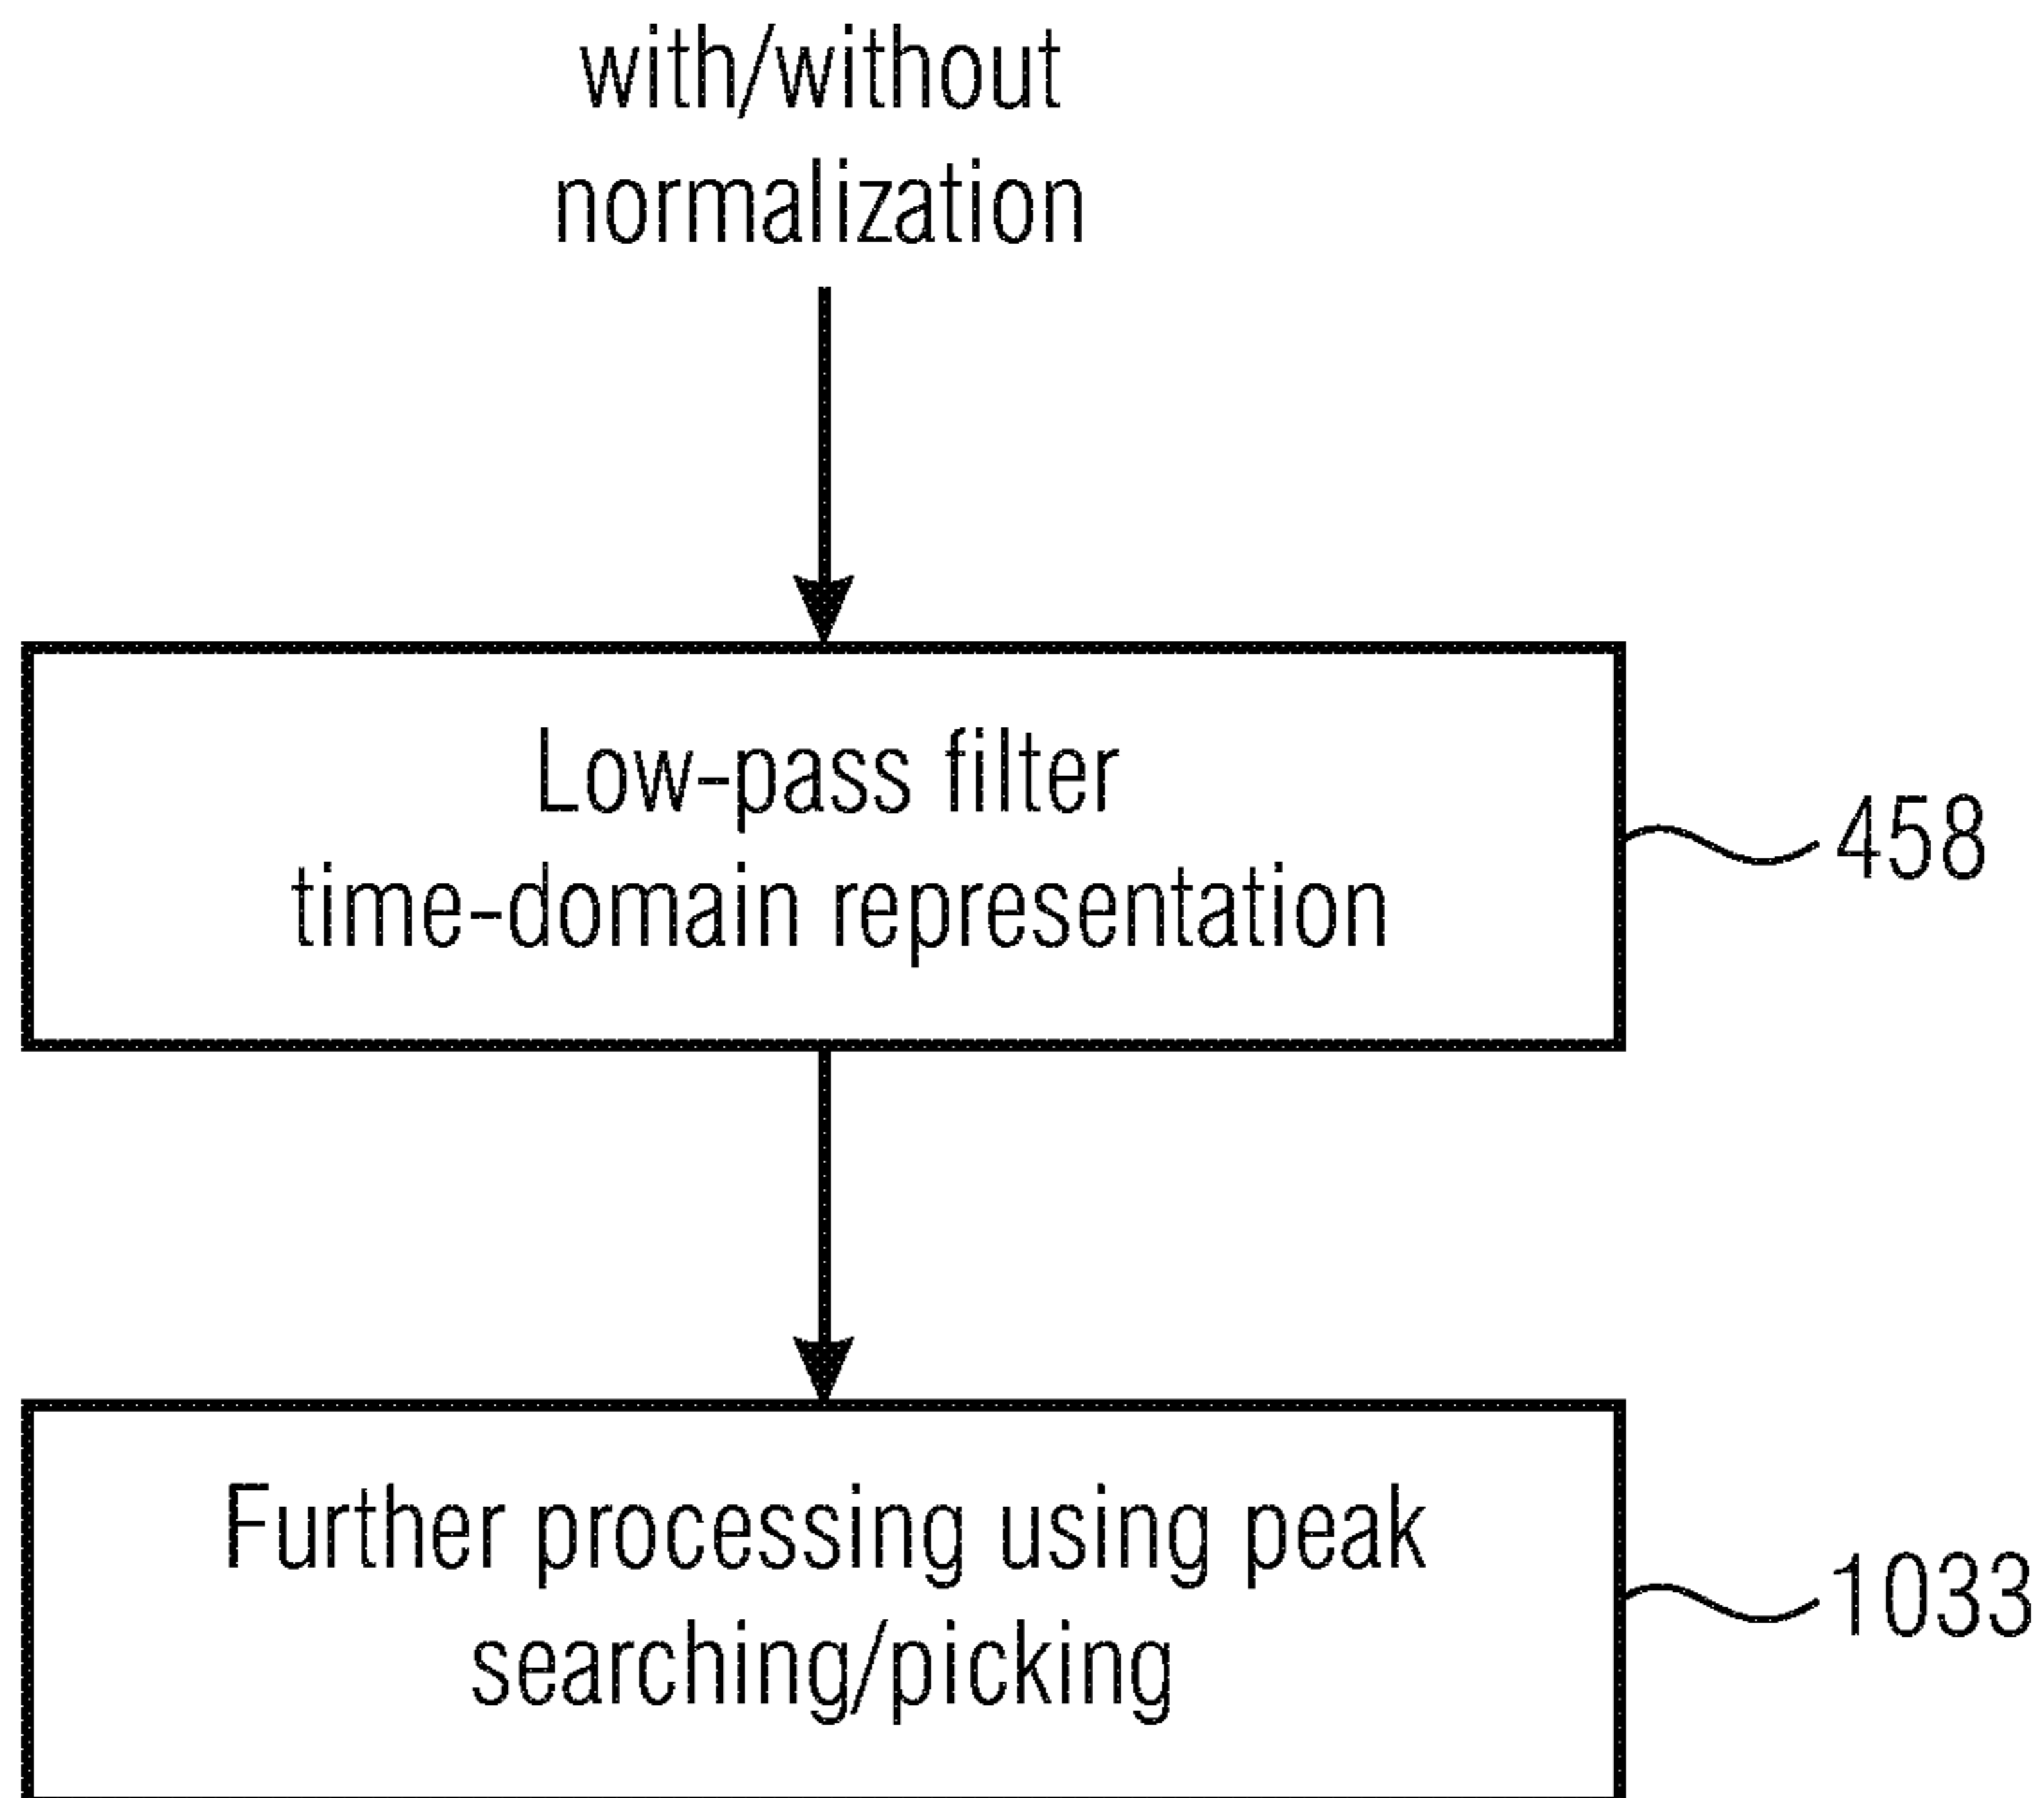 with/without
normalization
Low-pass filter
time-domain representation
458
Further processing using peak
searching/picking
1033